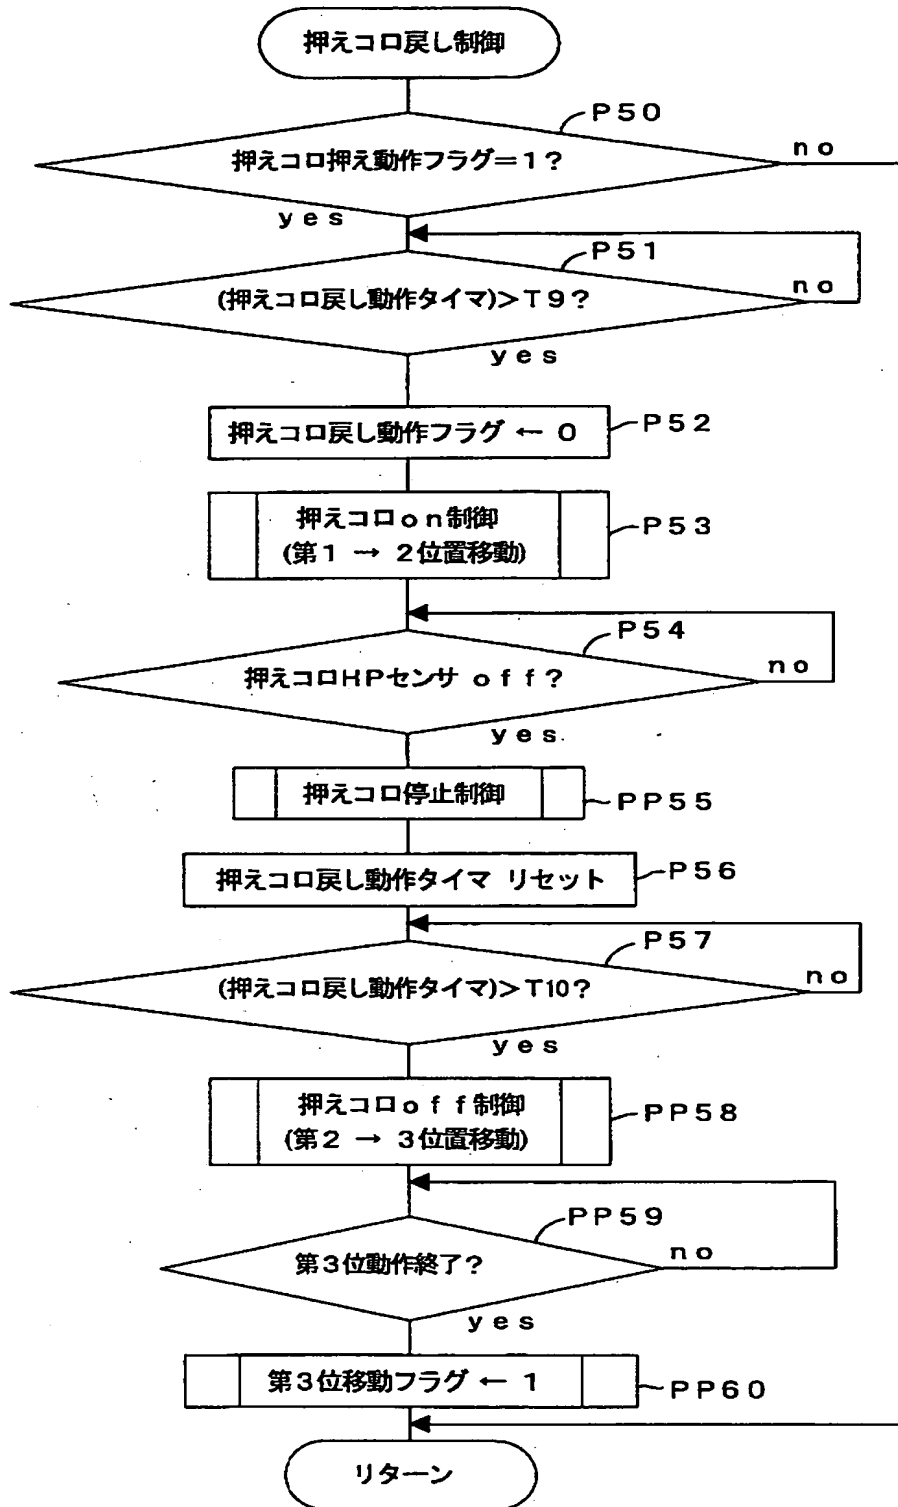 押えコロ戻し制御
P50
押えコロ押え動作フラグ=1?
no
yes
P51
(押えコロ戻し動作タイマ)>T9?
no
yes
押えコロ戻し動作フラグ ← 0
P52
押えコロon制御
(第1 → 2位置移動)
P53
P54
押えコロHPセンサ off?
no
yes
押えコロ停止制御
PP55
押えコロ戻し動作タイマ リセット
P56
P57
(押えコロ戻し動作タイマ)>T10?
no
yes
押えコロoff制御
(第2 → 3位置移動)
PP58
PP59
第3位動作終了?
no
yes
第3位移動フラグ ← 1
PP60
リターン